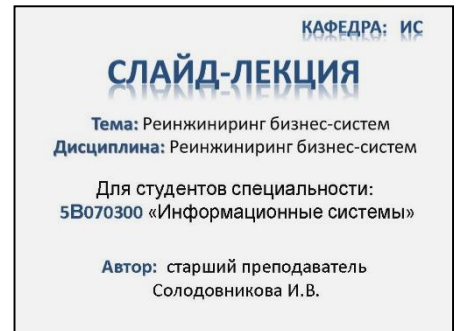 КАФЕДРА: ИС
СЛАЙД-ЛЕКЦИЯ
Тема: Реинжиниринг бизнес-систем
Дисциплина: Реинжиниринг бизнес-систем
Для студентов специальности:
5В070300 «Информационные системы»
Автор: старший преподаватель
Солодовникова И.В.